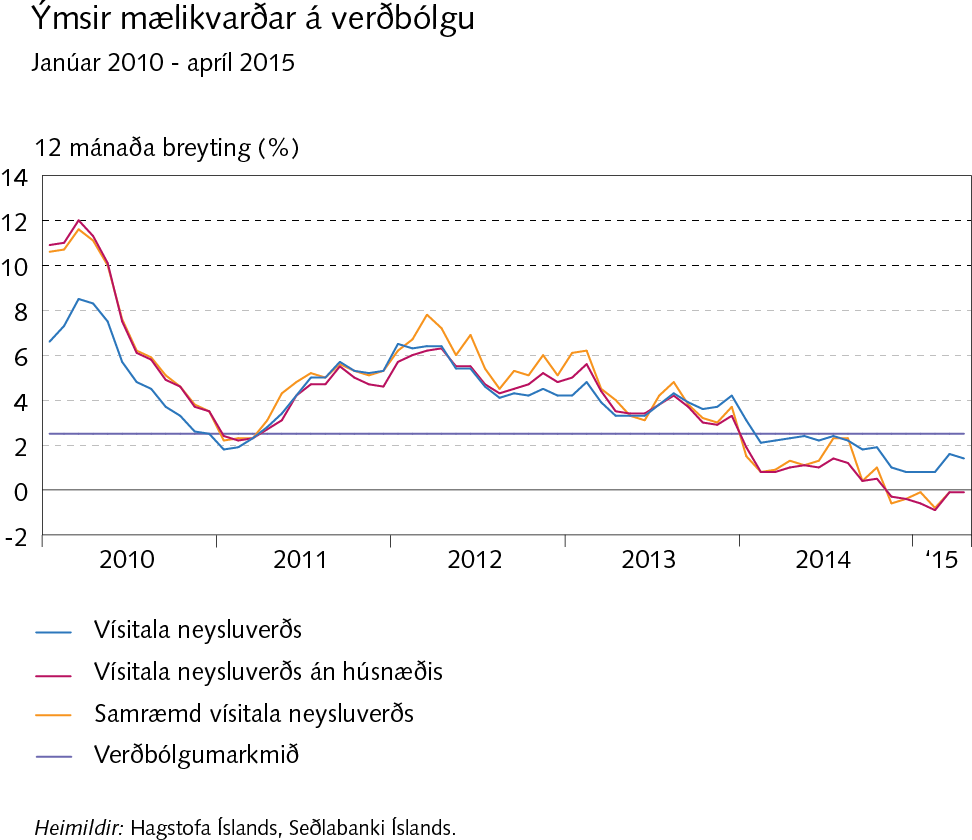 Ýmsir mælikvarðar á verðbólgu
Janúar 2010 - apríl 2015
12 mánaða breyting (%)
14
12
10
8
6
4
2
0
-2
2010 2011 2012 2013 2014 ‘15
Vísitala neysluverðs
Vísitala neysluverðs án húsnæðis
Samræmd vísitala neysluverðs
Verðbólgumarkmið
Heimildir: Hagstofa Íslands, Seðlabanki Íslands.